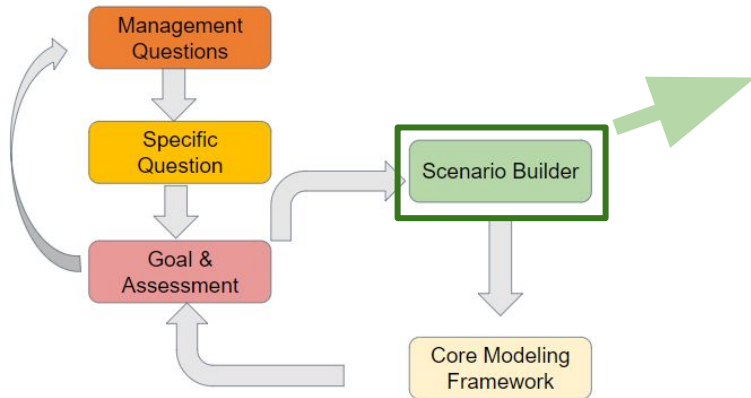 Management
Questions
Specific
Question
Goal &
Assessment
Scenario Builder
Core Modeling
Framework